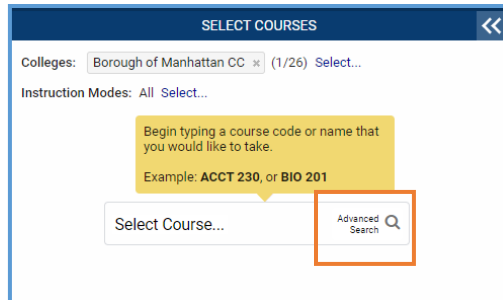 SELECT COURSES
Colleges: Borough of Manhattan CC × (1/26) Select...
Instruction Modes: All Select...
Begin typing a course code or name that
you would like to take.
Example: ACCT 230, or BIO 201
Select Course...
Advanced
Search